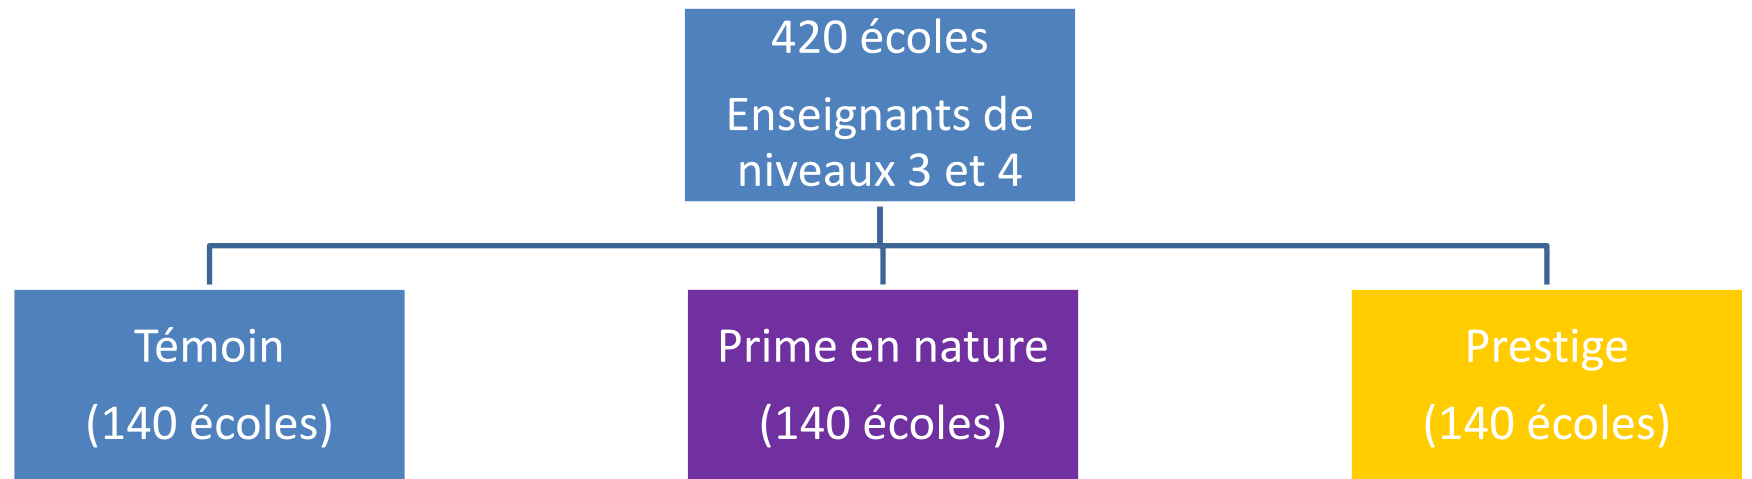 420 écoles
Enseignants de
niveaux 3 et 4
Témoin
(140 écoles)
Prime en nature
(140 écoles)
Prestige
(140 écoles)